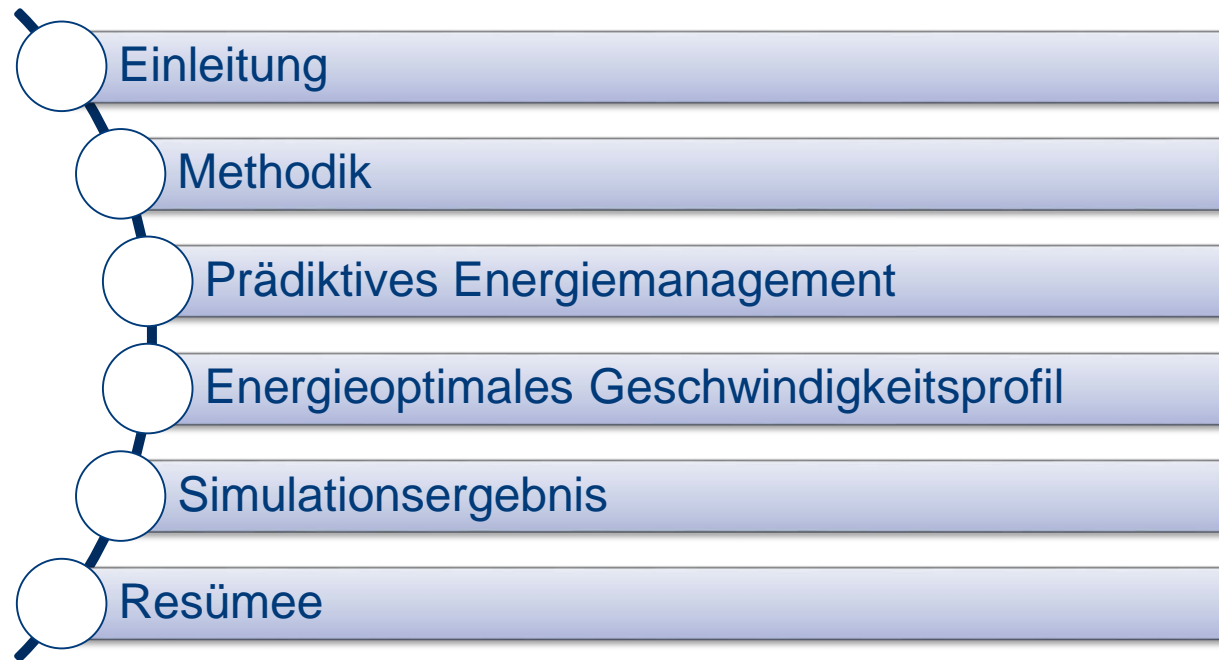 Einleitung
Methodik
Prädiktives Energiemanagement
Energieoptimales Geschwindigkeitsprofil
Simulationsergebnis
Resümee